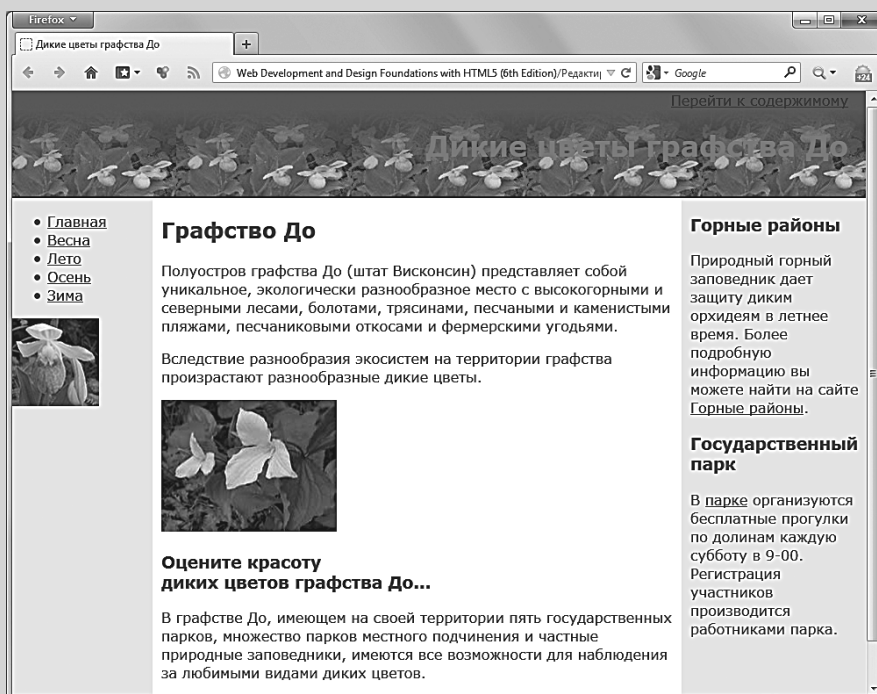 Firefox
Дикие цветы графства До
Web Development and Design Foundations with HTML5 (6th Edition)/Редакти
Google
+24
Перейти к содержимому
Дикие цветы графства До
Главная
Весна
Лето
Осень
Зима
Графство До
Полуостров графства До (штат Висконсин) представляет собой
уникальное, экологически разнообразное место с высокогорными и
северными лесами, болотами, трясинами, песчаными и каменистыми
пляжами, песчаниковыми откосами и фермерскими угодьями.
Вследствие разнообразия экосистем на территории графства
произрастают разнообразные дикие цветы.
Оцените красоту
диких цветов графства До...
В графстве До, имеющем на своей территории пять государственных
парков, множество парков местного подчинения и частные
природные заповедники, имеются все возможности для наблюдения
за любимыми видами диких цветов.
Горные районы
Природный горный
заповедник дает
защиту диким
орхидеям в летнее
время. Более
подробную
информацию вы
можете найти на сайте
Горные районы.
Государственный
парк
В парке организуются
бесплатные прогулки
по долинам каждую
субботу в 9-00.
Регистрация
участников
производится
работниками парка.